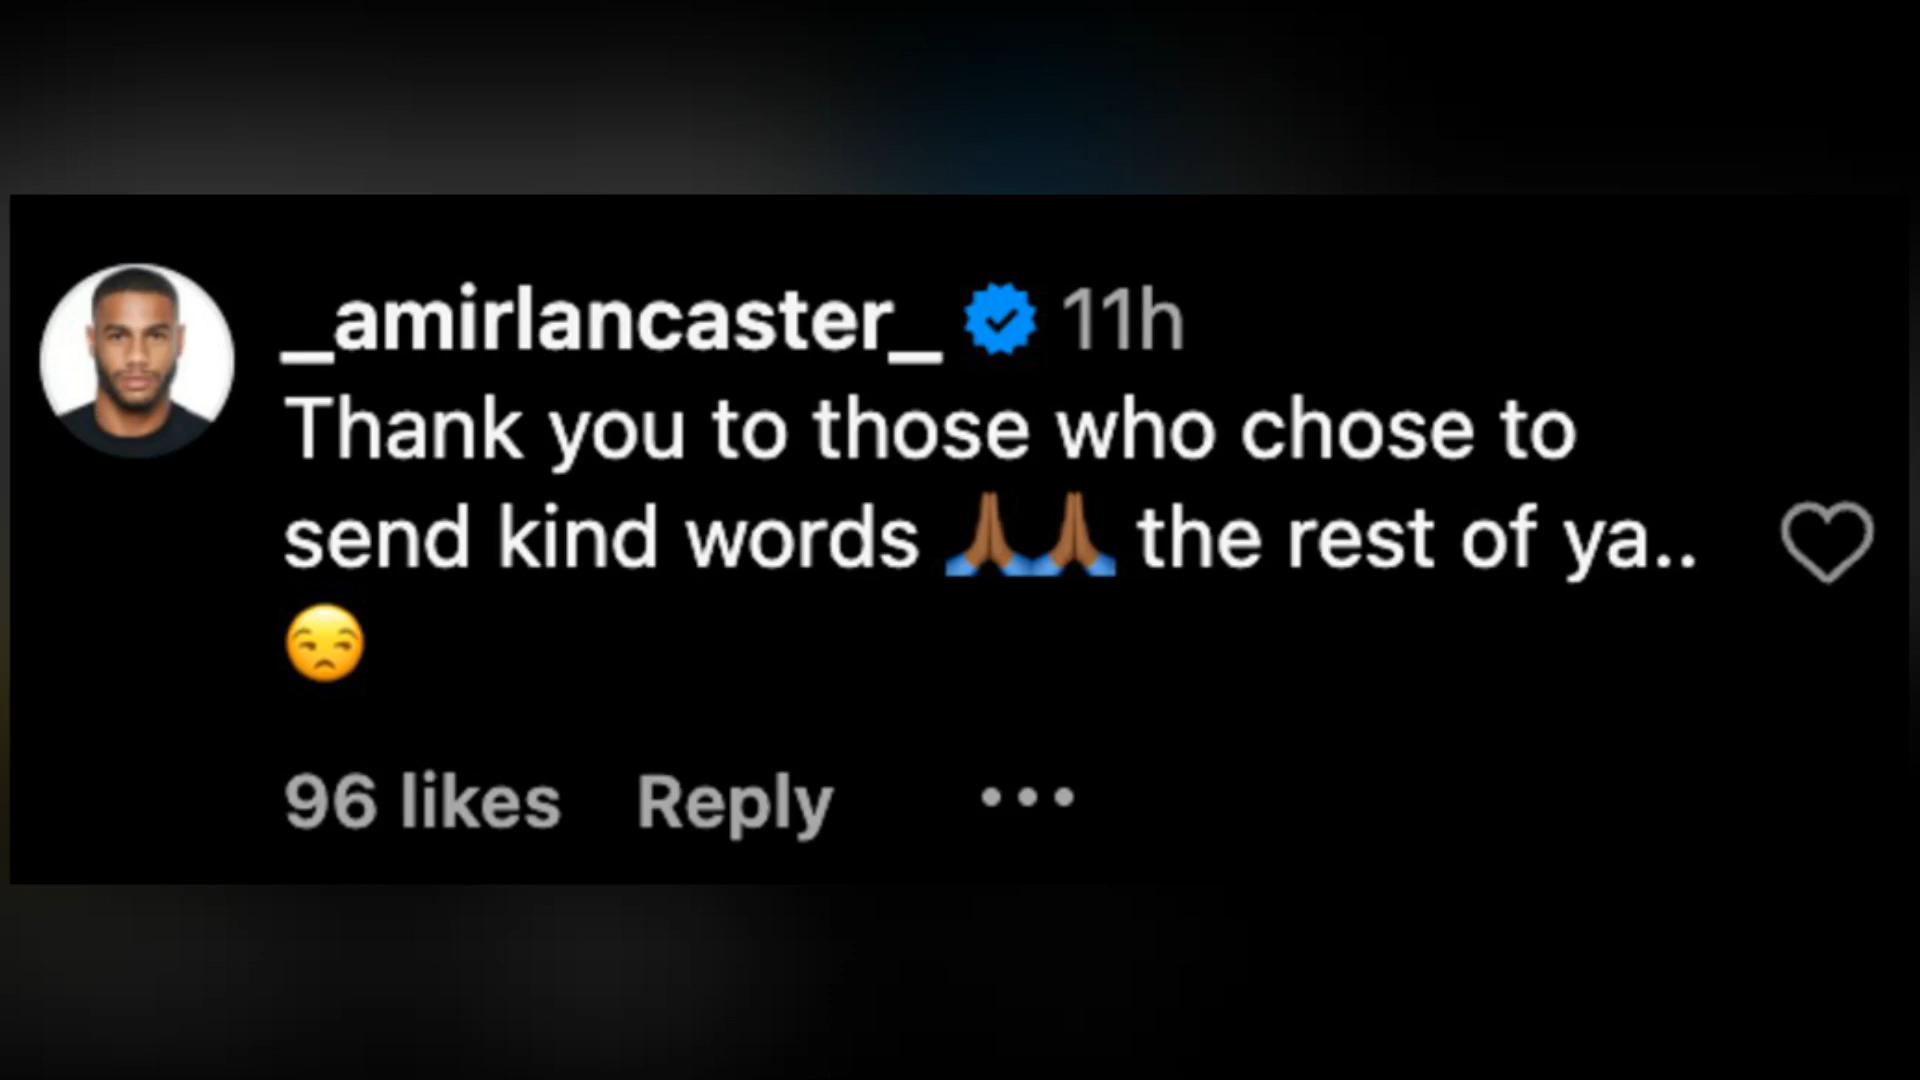 _amirlancaster_ 11h
Thank you to those who chose to
send kind words 🙏🏾🙏🏾 the rest of ya..
😒
96 likes Reply ...